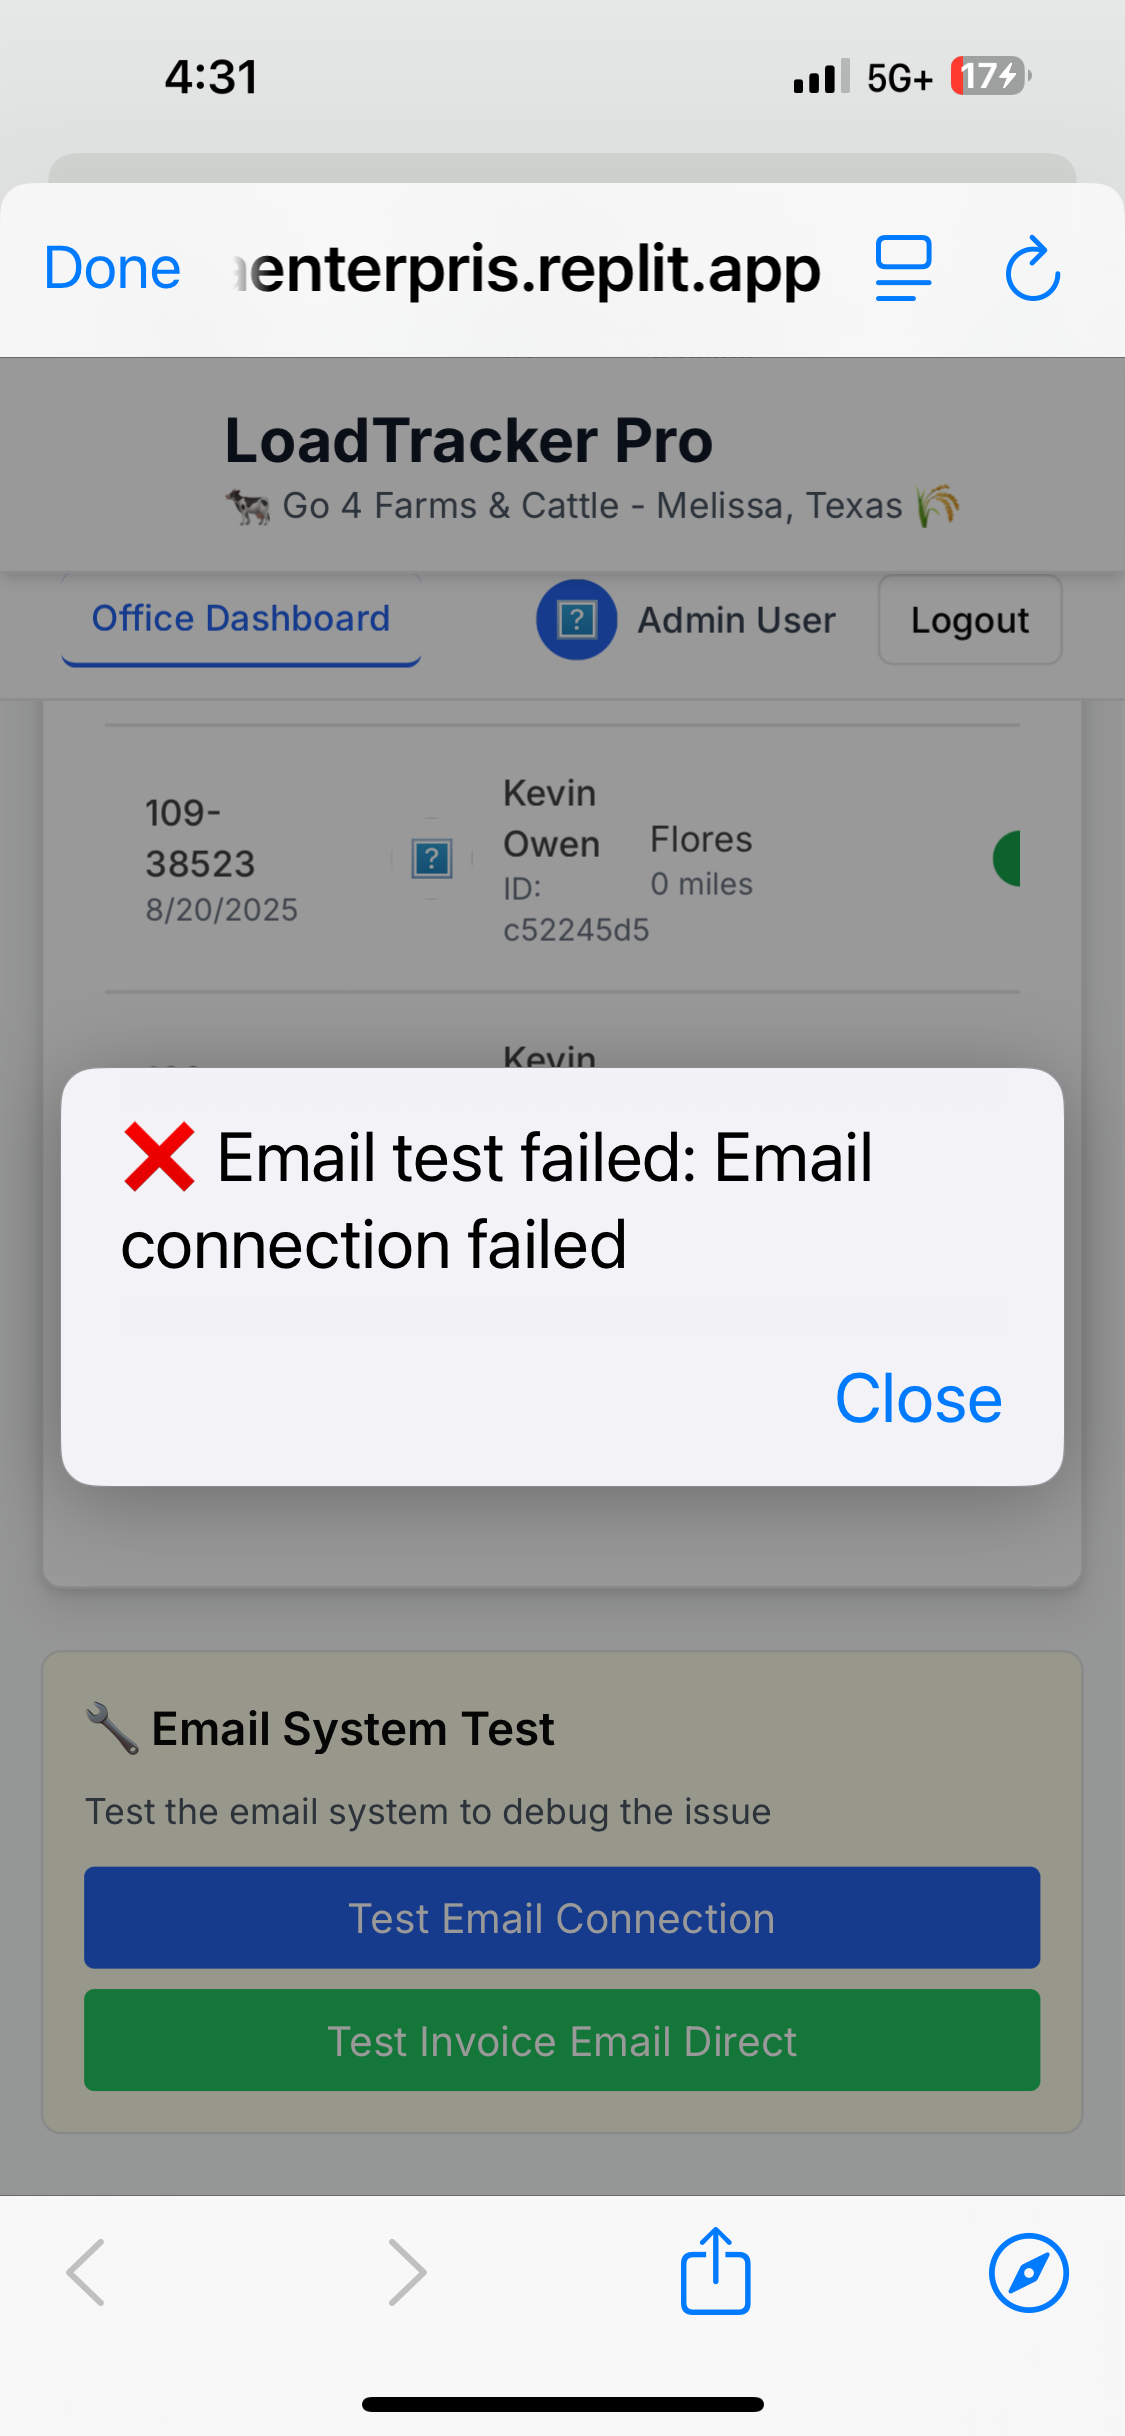 4:31
5G+
17
Done
enterpris.replit.app
LoadTracker Pro
Go 4 Farms & Cattle - Melissa, Texas
Office Dashboard
Admin User
Logout
109-
38523
8/20/2025
Kevin
Owen
ID:
c52245d5
Flores
0 miles
Kevin
❌ Email test failed: Email
connection failed
Close
Email System Test
Test the email system to debug the issue
Test Email Connection
Test Invoice Email Direct